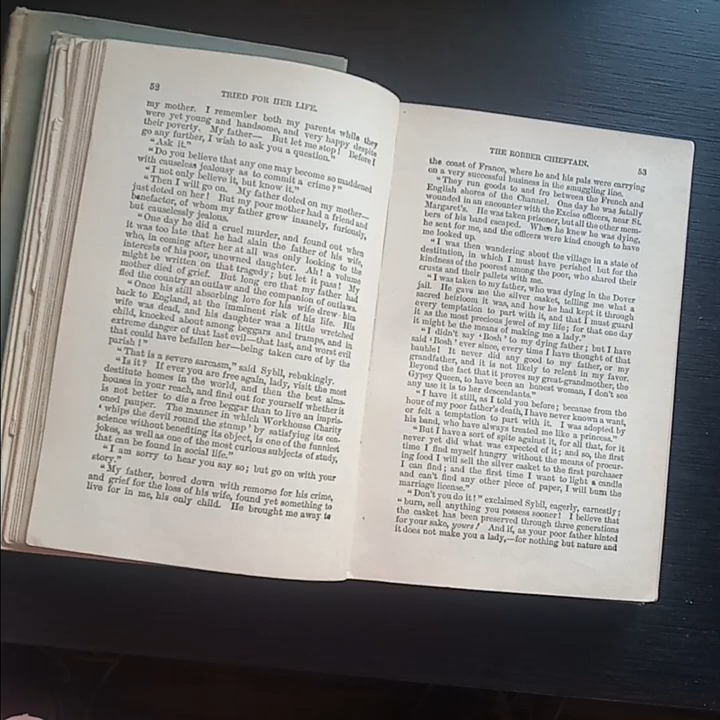 52
TRIED FOR HER LIFE.
my mother. I remember both my parents while they
were yet young and handsome, and very happy despite
their poverty. My father— But let me stop! Before I
go any further, I wish to ask you a question."
"Ask it."
"Do you believe that any one may become so maddened
with causeless jealousy as to commit a crime?"
"I not only believe it, but know it."
"Then I will go on. My father doted on my mother—
just doted on her! But my poor mother had a friend and
benefactor, of whom my father grew insanely, furiously,
but causelessly jealous.
"One day he did a cruel murder, and found out when
it was too late that he had slain the father of his wife,
who, in coming after her at all was only looking to the
interests of his poor, unowned daughter. Ah! a volume
might be written on that tragedy; but let it pass! My
mother died of grief. But long ere that my father had
fled the country an outlaw and the companion of outlaws.
"Once his still absorbing love for his wife drew him
back to England, at the imminent risk of his life. His
wife was dead, and his daughter was a little wretched
child, knocked about among beggars and tramps, and in
extreme danger of that last evil—that last, and worst evil
that could have befallen her—being taken care of by the
parish!"
"That is a severe sarcasm," said Sybil, rebukingly.
"Is it? If ever you are free again, lady, visit the most
destitute homes in the world, and then the best alms-
houses in your reach, and find out for yourself whether it
is not better to die a free beggar than to live an impris-
oned pauper. The manner in which Workhouse Charity
'whips the devil round the stump' by satisfying its con-
science without benefiting its object, is one of the funniest
jokes, as well as one of the most curious subjects of study,
that can be found in social life."
"I am sorry to hear you say so; but go on with your
story."
"My father, bowed down with remorse for his crime,
and grief for the loss of his wife, found yet something to
live for in me, his only child. He brought me away to
THE ROBBER CHIEFTAIN.
53
the coast of France, where he and his pals were carrying
on a very successful business in the smuggling line.
"They run goods to and fro between the French and
English shores of the Channel. One day he was fatally
wounded in an encounter with the Excise officers, near St.
Margaret's. He was taken prisoner, but all the other mem-
bers of his band escaped. When he knew he was dying,
he sent for me, and the officers were kind enough to have
me looked up.
"I was then wandering about the village in a state of
destitution, in which I must have perished but for the
kindness of the poorest among the poor, who shared their
crusts and their pallets with me.
"I was taken to my father, who was dying in the Dover
jail. He gave me the silver casket, telling me what a
sacred heirloom it was, and how he had kept it through
every temptation to part with it, and that I must guard
it as the most precious jewel of my life; for that one day
it might be the means of making me a lady."
"I didn't say 'Bosh' to my dying father; but I have
said 'Bosh' ever since, every time I have thought of that
bauble! It never did any good to my father, or my
grandfather, and it is not likely to relent in my favor.
Beyond the fact that it proves my great-grandmother, the
Gypsy Queen, to have been an honest woman, I don't see
any use it is to her descendants."
"I have it still, as I told you before; because from the
hour of my poor father's death, I have never known a want,
or felt a temptation to part with it. I was adopted by
his band, who have always treated me like a princess."
"But I have a sort of spite against it, for all that, for it
never yet did what was expected of it; and so, the first
time I find myself hungry without the means of procur-
ing food I will sell the silver casket to the first purchaser
I can find; and the first time I want to light a candle
and can't find any other piece of paper, I will burn the
marriage license."
"Don't you do it!" exclaimed Sybil, eagerly, earnestly;
"burn, sell anything you possess sooner! I believe that
the casket has been preserved through three generations
for your sake, yours! And if, as your poor father hinted
it does not make you a lady,—for nothing but nature and